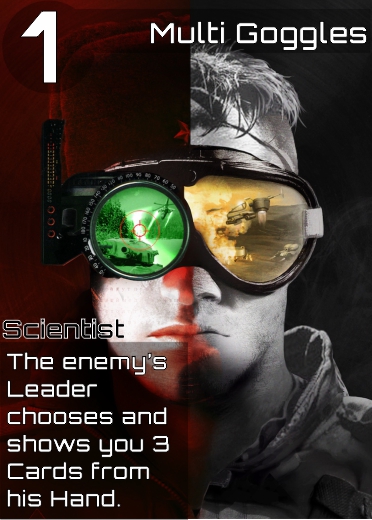 1
Multi Goggles
Scientist
The enemy's
Leader
chooses and
shows you 3
Cards from
his Hand.